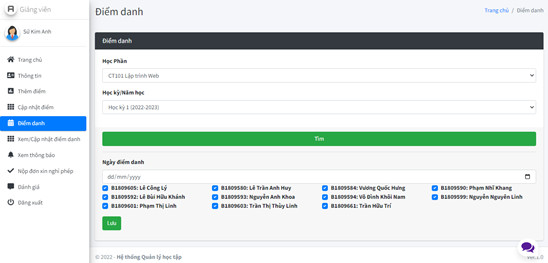 Giảng viên
Sử Kim Anh
Trang chủ
Thông tin
Thêm điểm
Cập nhật điểm
Điểm danh
Xem/Cập nhật điểm danh
Xem thông báo
Nộp đơn xin nghỉ phép
Đánh giá
Đăng xuất
Điểm danh
Trang chủ / Điểm danh
Điểm danh
Học Phần
CT101 Lập trình Web
Học kỳ/Năm học
Học kỳ 1 (2022-2023)
Tìm
Ngày điểm danh
dd/mm/yyyy
B1809605: Lê Công Lý B1809580: Lê Trần Anh Huy B1809584: Vương Quốc Hưng B1809590: Phạm Nhĩ Khang
B1809592: Lê Bùi Hữu Khánh B1809593: Nguyễn Anh Khoa B1809594: Võ Đình Khôi Nam B1809599: Nguyễn Nguyên Linh
B1809601: Phạm Thị Linh B1809603: Trần Thị Thùy Linh B1809661: Trần Hữu Trí
Lưu
© 2022 - Hệ thống Quản lý học tập
Ver.1.0